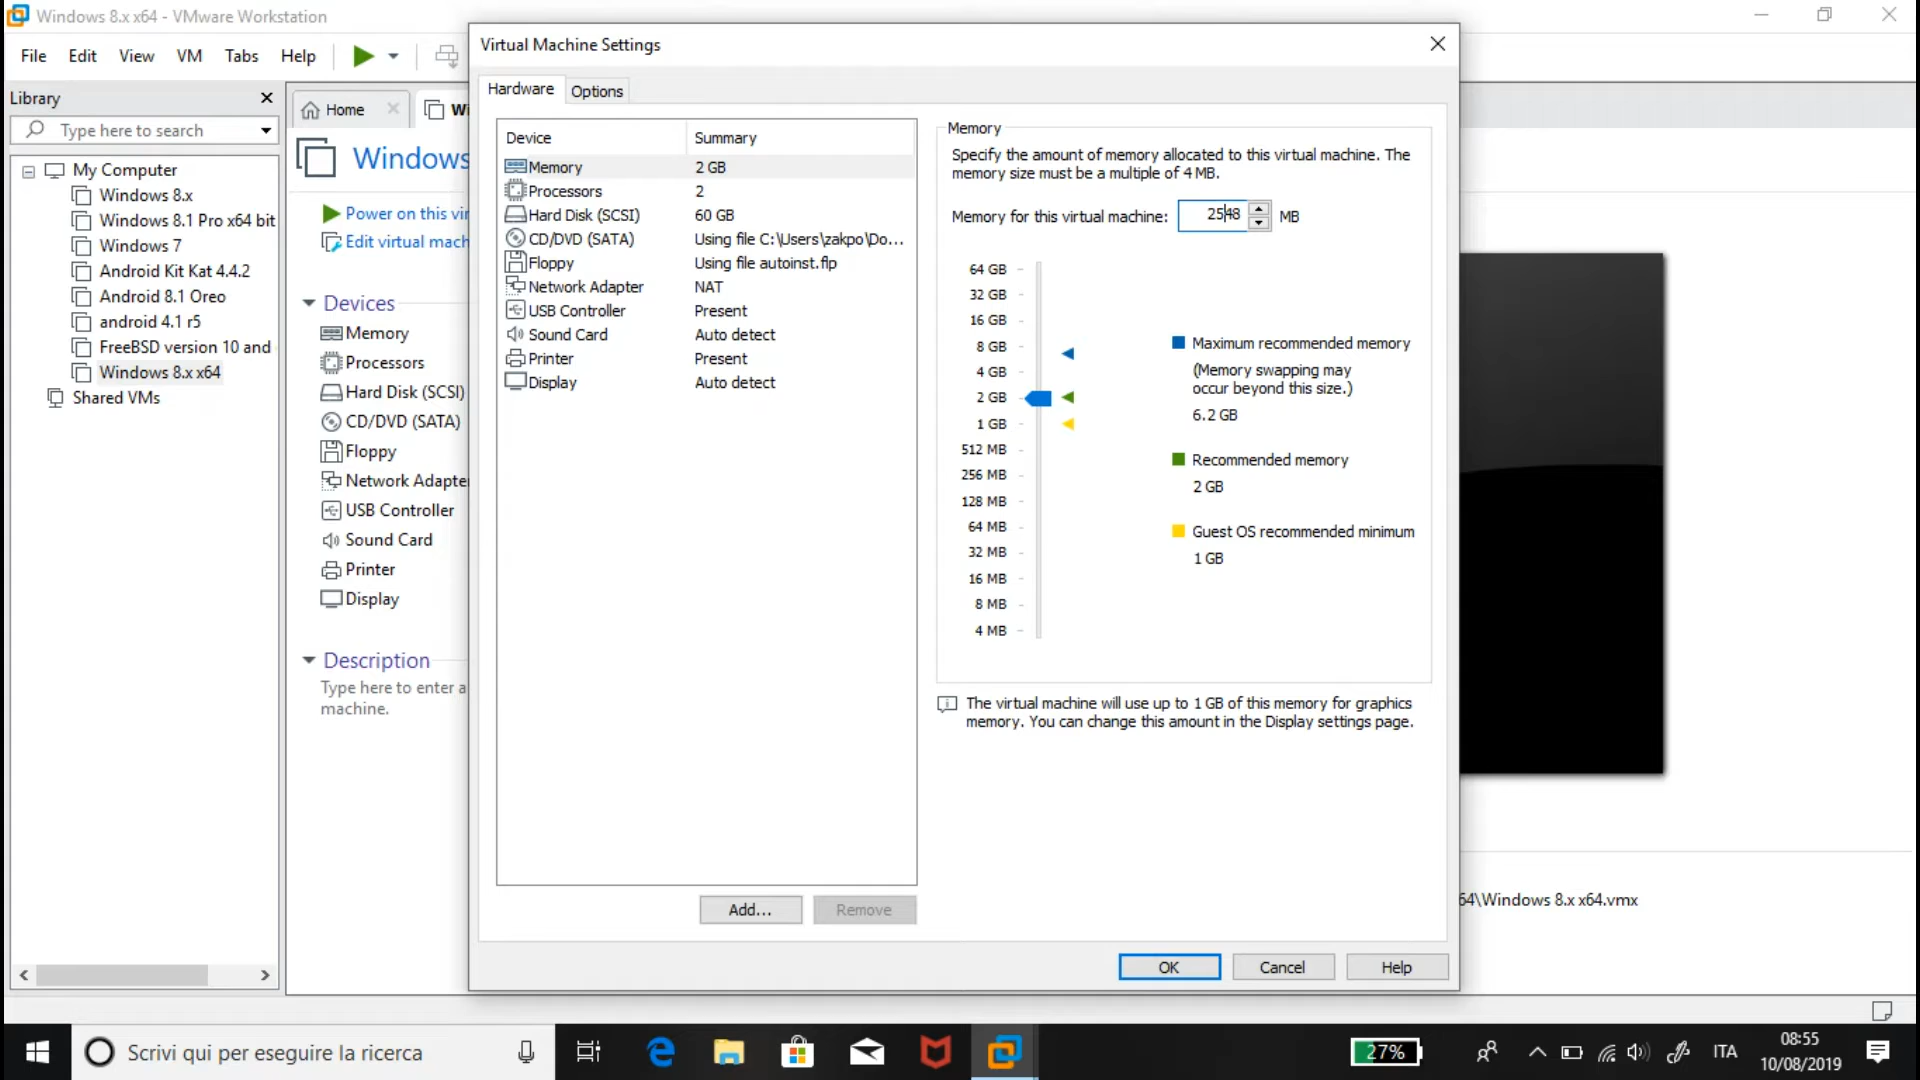 Windows 8.x x64 - VMware Workstation
File Edit View VM Tabs Help
Library
Type here to search
My Computer
Windows 8.x
Windows 8.1 Pro x64 bit
Windows 7
Android Kit Kat 4.4.2
Android 8.1 Oreo
android 4.1 r5
FreeBSD version 10 and
Windows 8.x x64
Shared VMs
Home
Wi
Windows
Power on this vir
Edit virtual mach
Devices
Memory
Processors
Hard Disk (SCSI)
CD/DVD (SATA)
Floppy
Network Adapte
USB Controller
Sound Card
Printer
Display
Description
Type here to enter a
machine.
Virtual Machine Settings
Hardware Options
Device Summary
Memory 2 GB
Processors 2
Hard Disk (SCSI) 60 GB
CD/DVD (SATA) Using file C:\Users\zakpo\Do...
Floppy Using file autoinst.flp
Network Adapter NAT
USB Controller Present
Sound Card Auto detect
Printer Present
Display Auto detect
Add... Remove
Memory
Specify the amount of memory allocated to this virtual machine. The
memory size must be a multiple of 4 MB.
Memory for this virtual machine: 2548 MB
64 GB
32 GB
16 GB
8 GB
4 GB
2 GB
1 GB
512 MB
256 MB
128 MB
64 MB
32 MB
16 MB
8 MB
4 MB
Maximum recommended memory
(Memory swapping may
occur beyond this size.)
6.2 GB
Recommended memory
2 GB
Guest OS recommended minimum
1 GB
The virtual machine will use up to 1 GB of this memory for graphics
memory. You can change this amount in the Display settings page.
OK Cancel Help
64\Windows 8.x x64.vmx
Scrivi qui per eseguire la ricerca
27%
ITA
08:55
10/08/2019